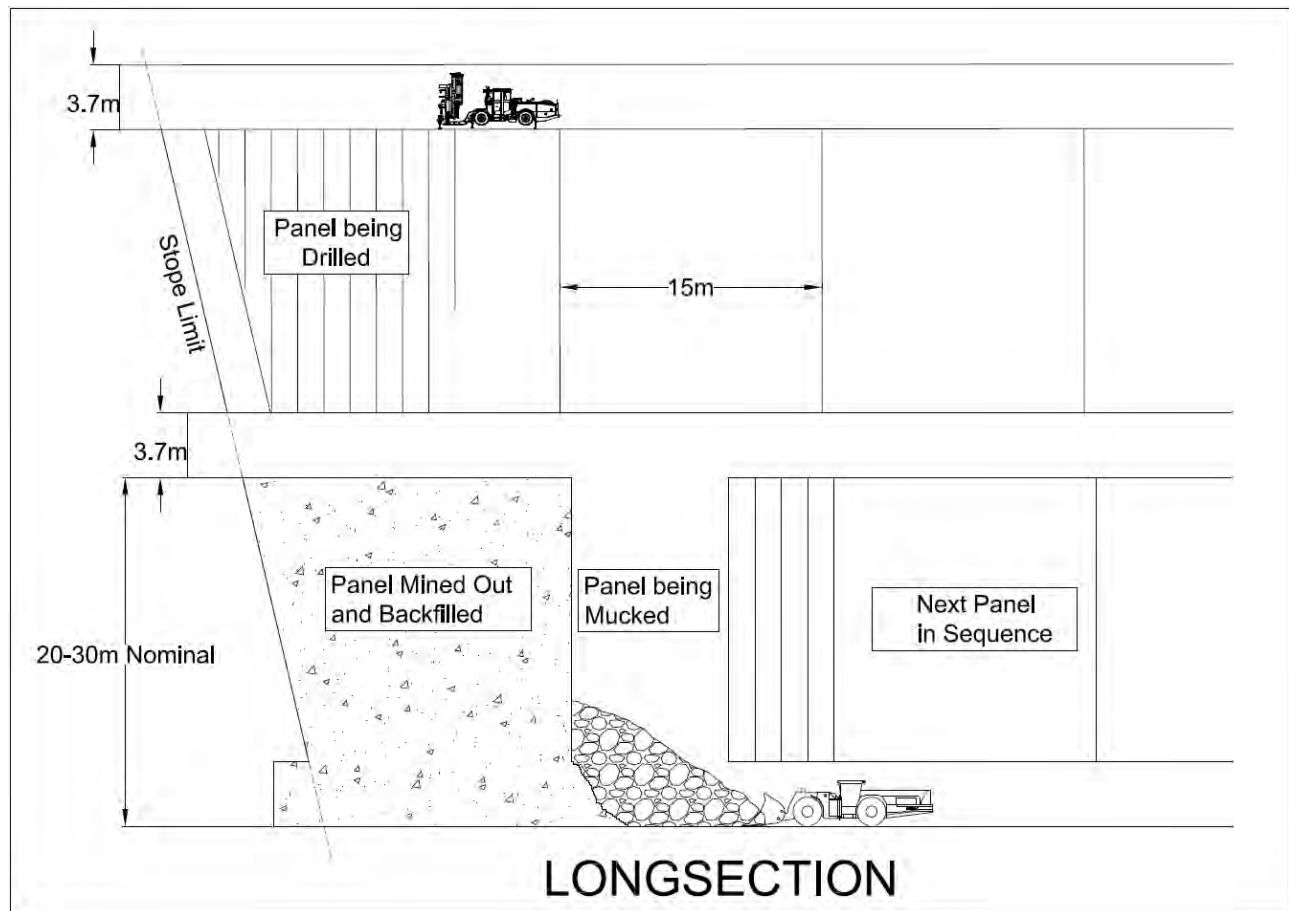 3.7m
Panel being
Drilled
Stope Limit
15m
3.7m
Panel Mined Out
and Backfilled
Panel being
Mucked
Next Panel
in Sequence
20-30m Nominal
LONGSECTION